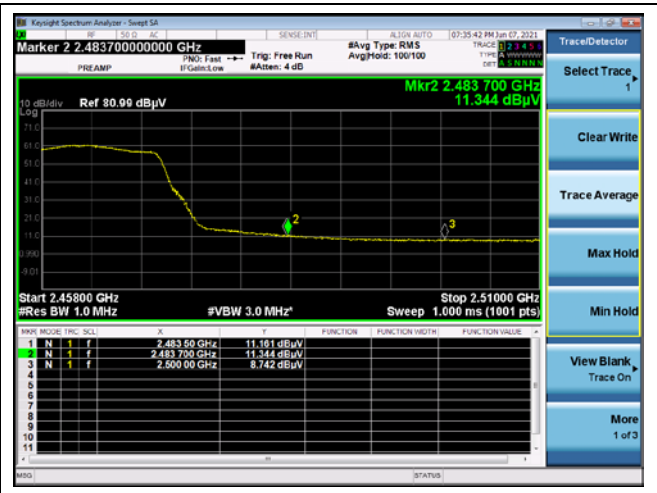 Keysight Spectrum Analyzer - Swept SA
RF 50 Ω AC SENSE:INT ALIGN AUTO 07:35:42 PM Jun 07, 2021
Marker 2 2.483700000000 GHz
PREAMP
PNO: Fast
IFGain:Low
Trig: Free Run
#Atten: 4 dB
#Avg Type: RMS
Avg|Hold: 100/100
TRACE 1 2 3 4 5
TYPE A
DET A S N N N N
Mkr2 2.483 700 GHz
11.344 dBµV
10 dB/div Ref 80.99 dBµV
Log
71.0
61.0
51.0
41.0
31.0
21.0
11.0
0.990
-9.01
2
3
Start 2.45800 GHz Stop 2.51000 GHz
#Res BW 1.0 MHz #VBW 3.0 MHz* Sweep 1.000 ms (1001 pts)
MKR MODE TRC SCL X Y FUNCTION FUNCTION WIDTH FUNCTION VALUE
1 N 1 f 2.483 50 GHz 11.161 dBµV
2 N 1 f 2.483 700 GHz 11.344 dBµV
3 N 1 f 2.500 00 GHz 8.742 dBµV
4
5
6
7
8
9
10
11
MSG STATUS
Trace/Detector
Select Trace
1
Clear Write
Trace Average
Max Hold
Min Hold
View Blank
Trace On
More
1 of 3